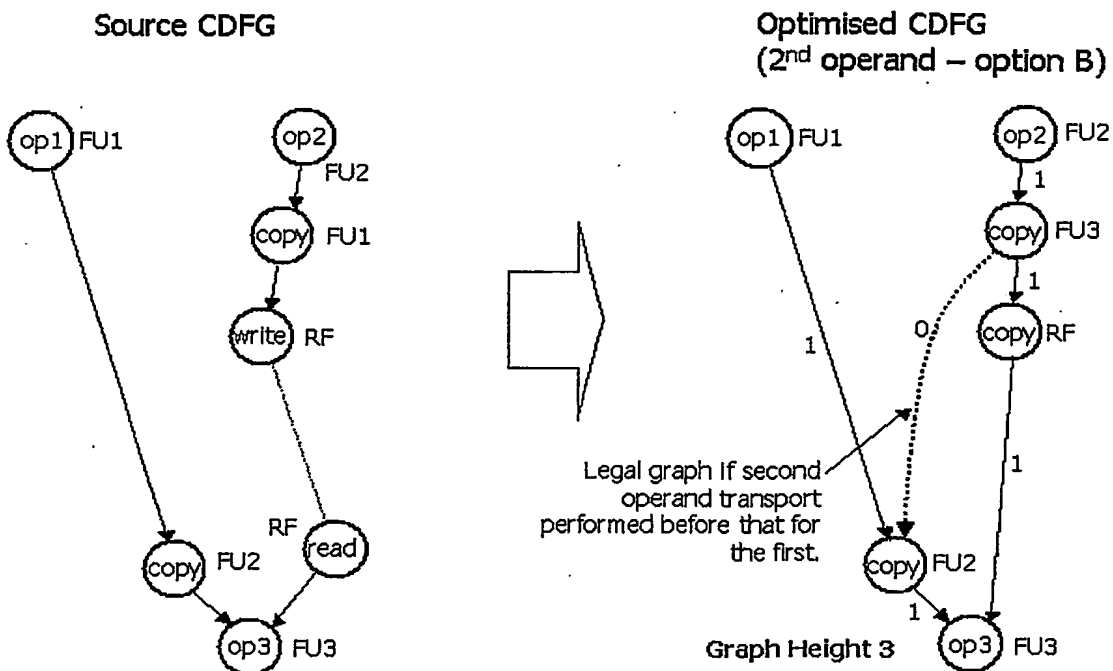 Source CDFG
Optimised CDFG
(2nd operand – option B)
op1 FU1
op2
FU2
copy FU1
write RF
RF
read
copy FU2
op3 FU3
op1 FU1
op2 FU2
1
copy FU3
1
0
copy RF
1
1
Legal graph if second
operand transport
performed before that for
the first.
copy FU2
1
Graph Height 3
op3 FU3